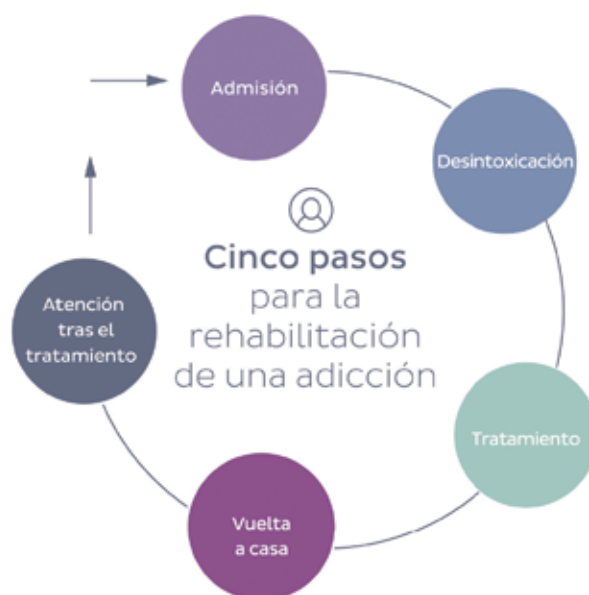 Admisión
Desintoxicación
Cinco pasos
para la
rehabilitación
de una adicción
Atención
tras el
tratamiento
Tratamiento
Vuelta
a casa